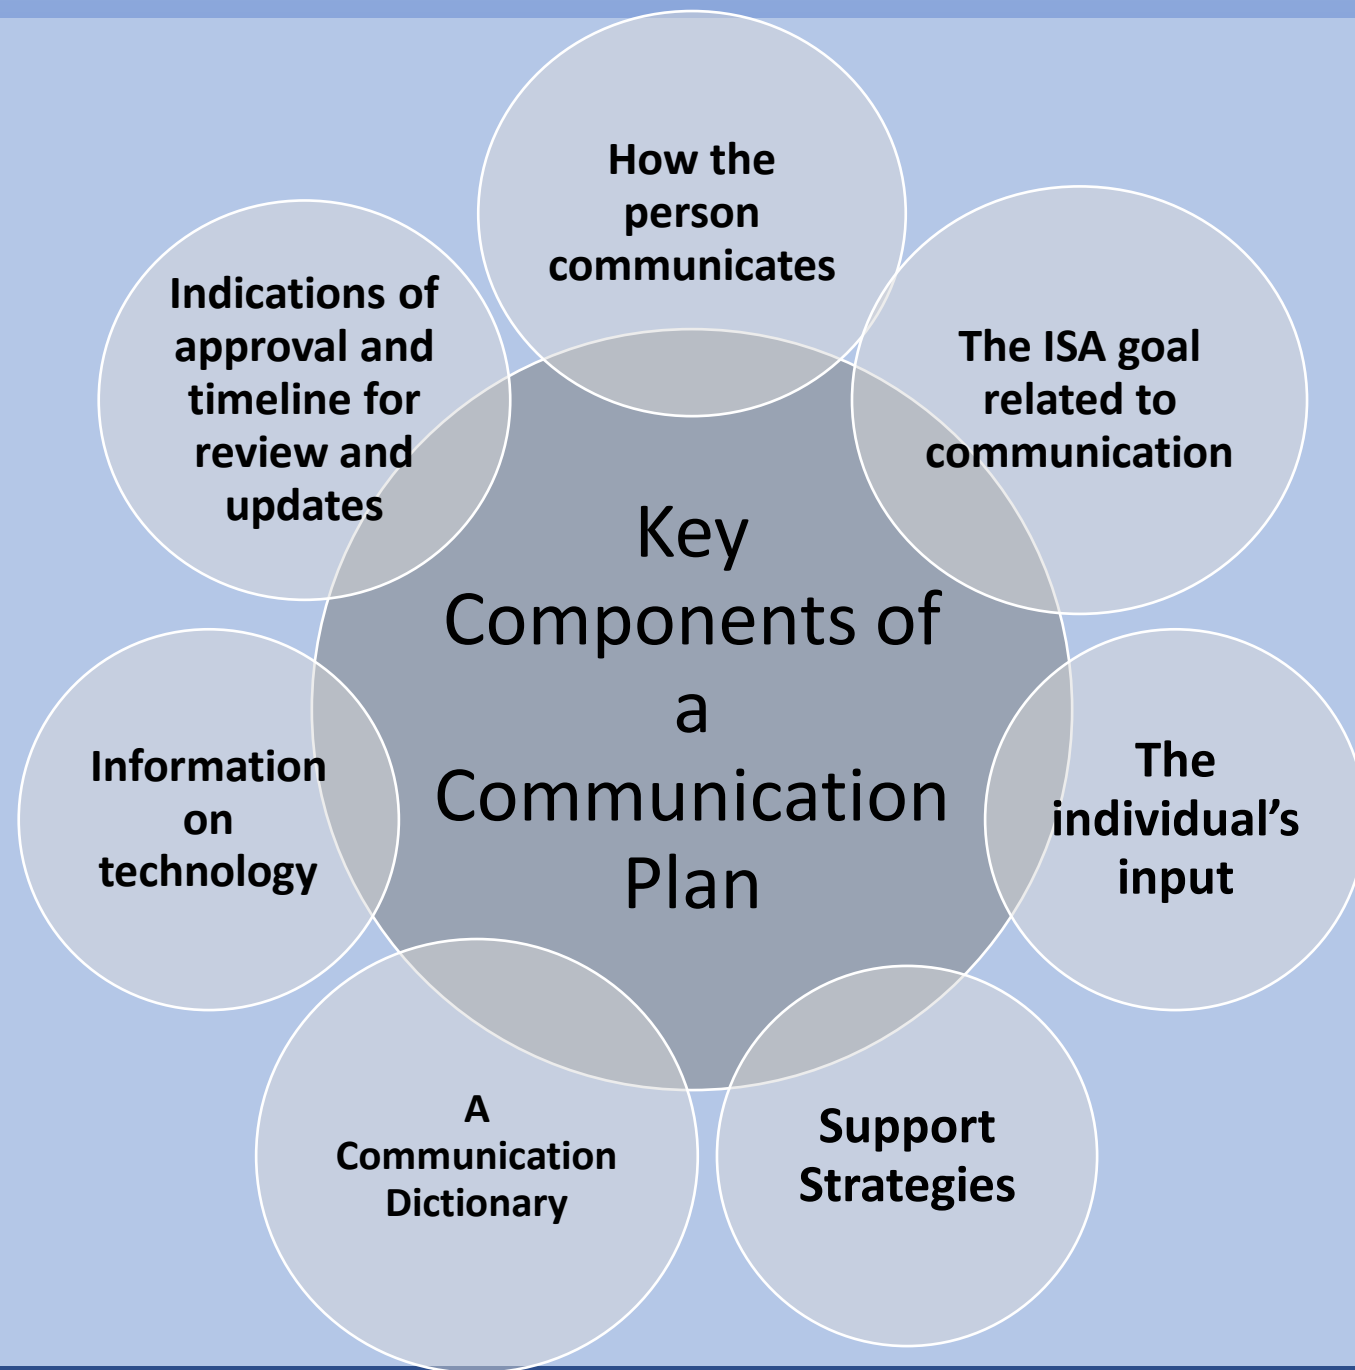 How the
person
communicates
The ISA goal
related to
communication
The
individual’s
input
Support
Strategies
A
Communication
Dictionary
Information
on
technology
Indications of
approval and
timeline for
review and
updates
Key
Components of
a
Communication
Plan